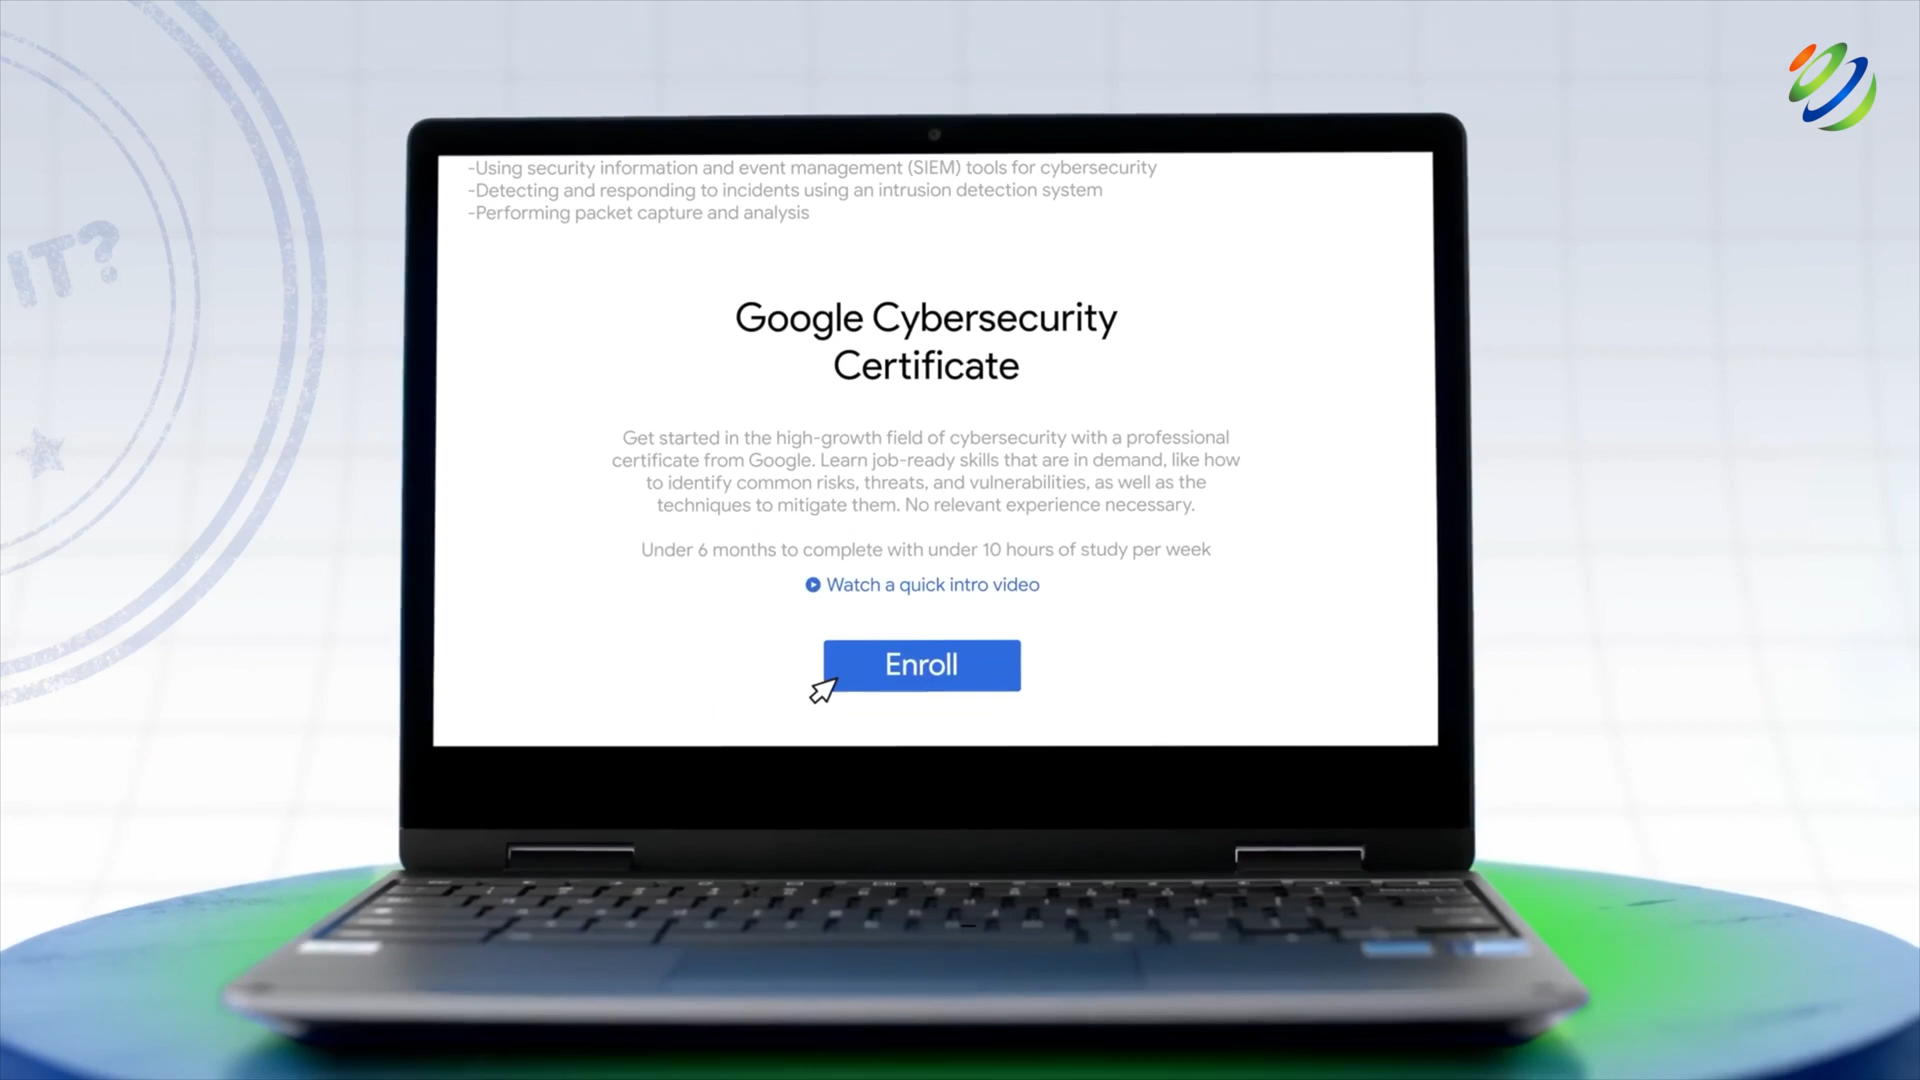 IT?
-Using security information and event management (SIEM) tools for cybersecurity
-Detecting and responding to incidents using an intrusion detection system
-Performing packet capture and analysis
Google Cybersecurity
Certificate
Get started in the high-growth field of cybersecurity with a professional
certificate from Google. Learn job-ready skills that are in demand, like how
to identify common risks, threats, and vulnerabilities, as well as the
techniques to mitigate them. No relevant experience necessary.
Under 6 months to complete with under 10 hours of study per week
Watch a quick intro video
Enroll